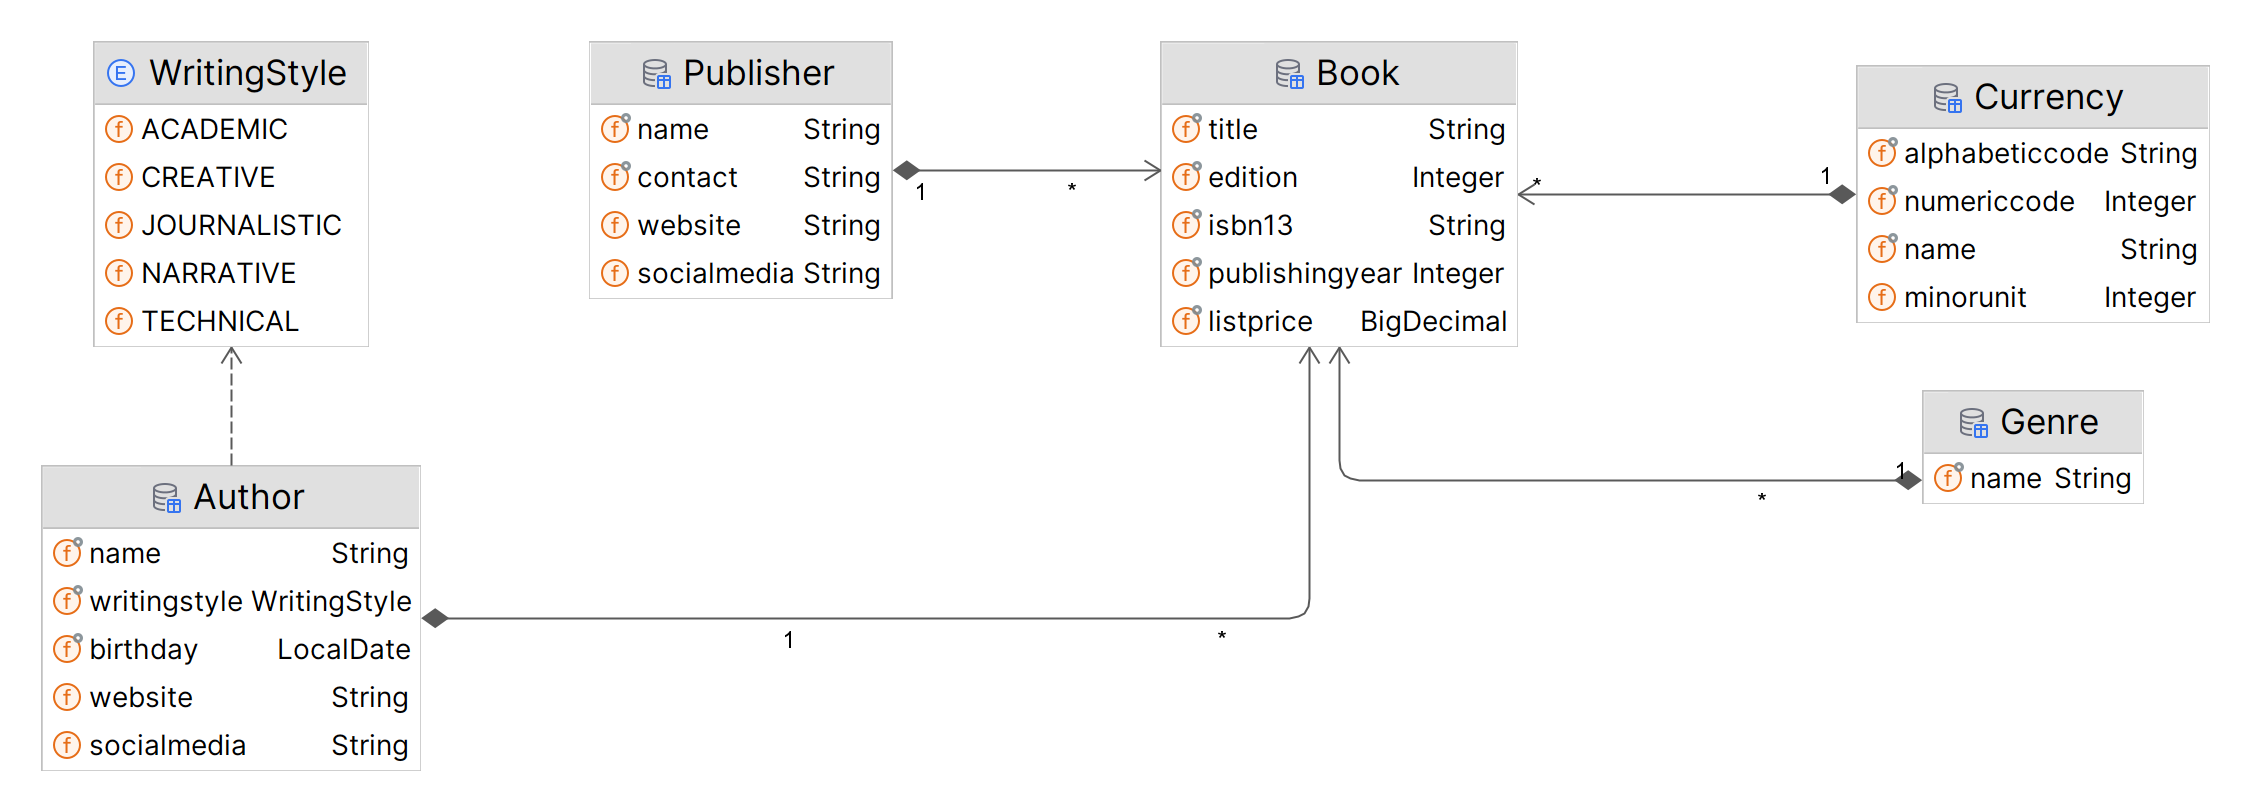 WritingStyle
ACADEMIC
CREATIVE
JOURNALISTIC
NARRATIVE
TECHNICAL
Publisher
name String
contact String
website String
socialmedia String
1
*
Book
title String
edition Integer
isbn13 String
publishingyear Integer
listprice BigDecimal
*
1
Currency
alphabeticcode String
numericcode Integer
name String
minorunit Integer
Genre
name String
1
*
Author
name String
writingstyle WritingStyle
birthday LocalDate
website String
socialmedia String
1
*